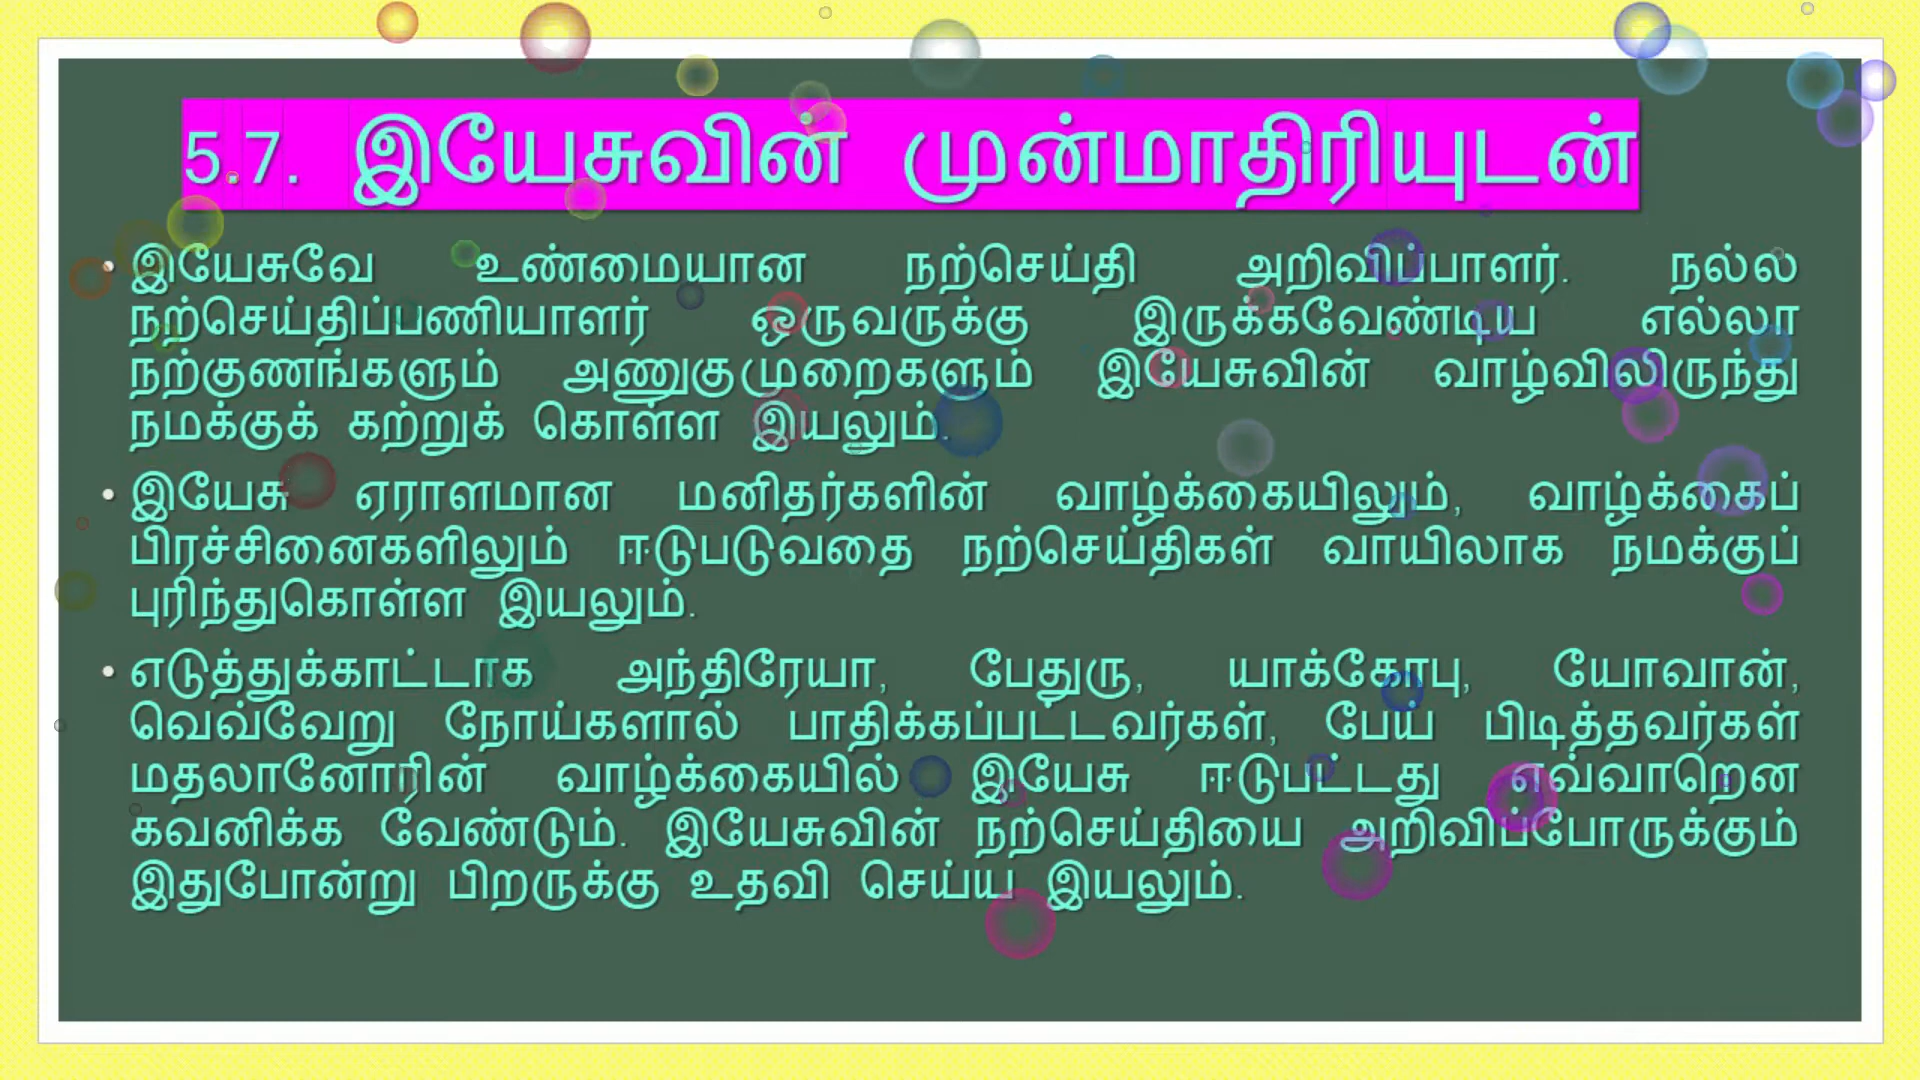 5.7. இயேசுவின் முன்மாதிரியுடன்
• இயேசுவே உண்மையான நற்செய்தி அறிவிப்பாளர். நல்ல
நற்செய்திப்பணியாளர் ஒருவருக்கு இருக்கவேண்டிய எல்லா
நற்குணங்களும் அணுகுமுறைகளும் இயேசுவின் வாழ்விலிருந்து
நமக்குக் கற்றுக் கொள்ள இயலும்.
• இயேசு ஏராளமான மனிதர்களின் வாழ்க்கையிலும், வாழ்க்கைப்
பிரச்சினைகளிலும் ஈடுபடுவதை நற்செய்திகள் வாயிலாக நமக்குப்
புரிந்துகொள்ள இயலும்.
• எடுத்துக்காட்டாக அந்திரேயா, பேதுரு, யாக்கோபு, யோவான்,
வெவ்வேறு நோய்களால் பாதிக்கப்பட்டவர்கள், பேய் பிடித்தவர்கள்
மதலானோரின் வாழ்க்கையில் இயேசு ஈடுபட்டது எவ்வாறென
கவனிக்க வேண்டும். இயேசுவின் நற்செய்தியை அறிவிப்போருக்கும்
இதுபோன்று பிறருக்கு உதவி செய்ய இயலும்.